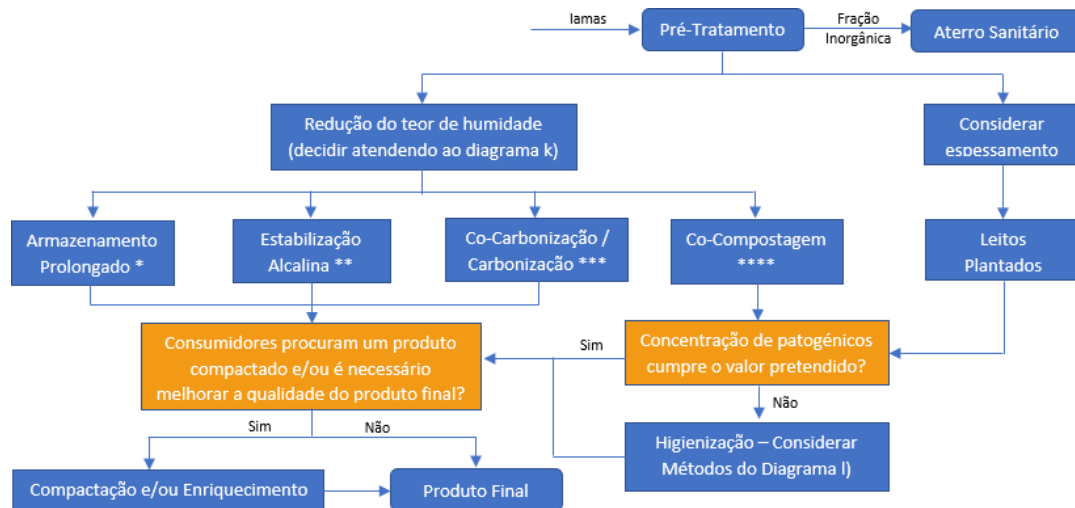 lamas
Pré-Tratamento
Fração
Inorgânica
Aterro Sanitário
Redução do teor de humidade
(decidir atendendo ao diagrama k)
Considerar
espessamento
Armazenamento
Prolongado *
Estabilização
Alcalina **
Co-Carbonização /
Carbonização ***
Co-Compostagem
****
Leitos
Plantados
Consumidores procuram um produto
compactado e/ou é necessário
melhorar a qualidade do produto final?
Sim
Concentração de patogénicos
cumpre o valor pretendido?
Não
Sim
Não
Higienização – Considerar
Métodos do Diagrama l)
Compactação e/ou Enriquecimento
Produto Final